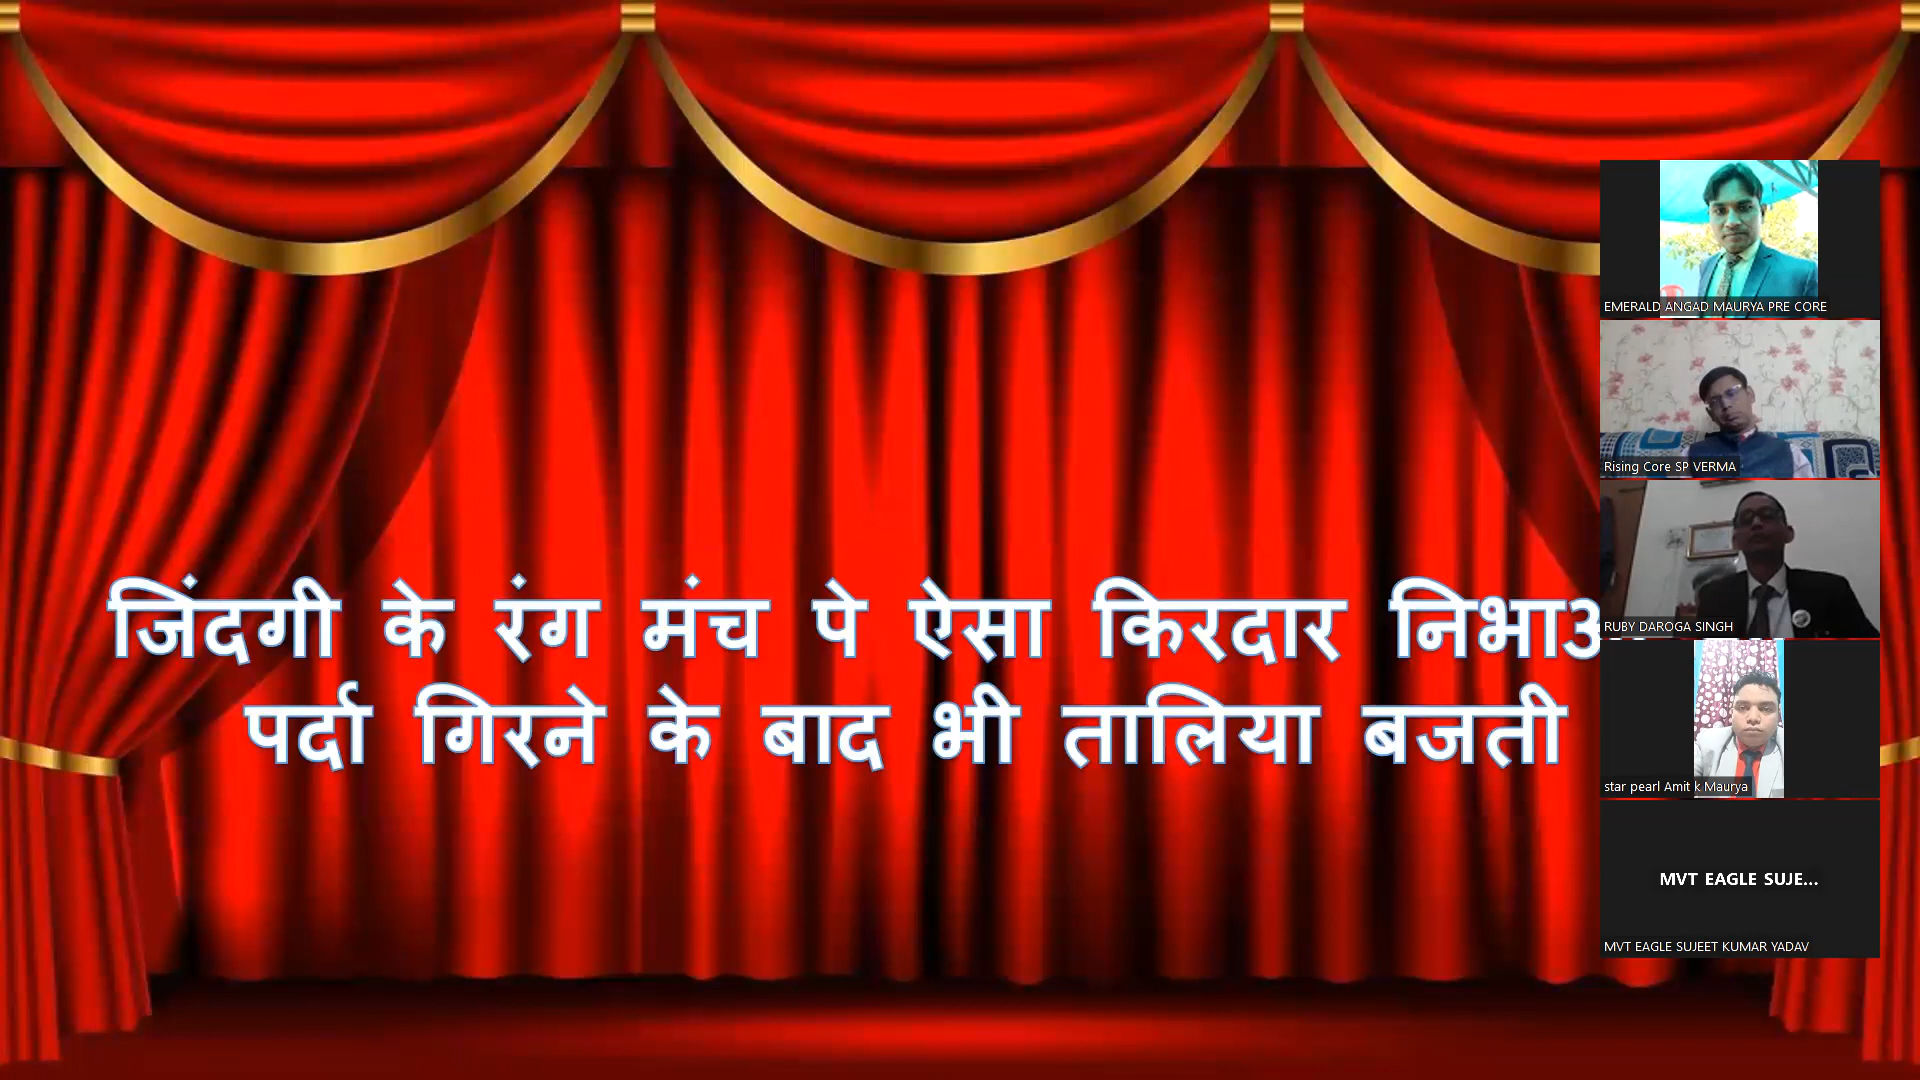 जिंदगी के रंग मंच पे ऐसा किरदार
पर्दा गिरने के बाद भी तालिया बजती
EMERALD ANGAD MAURYA PRE CORE
Rising Core SP VERMA
RUBY DAROGA SINGH
star pearl Amit k Maurya
MVT EAGLE SUJE...
MVT EAGLE SUJEET KUMAR YADAV